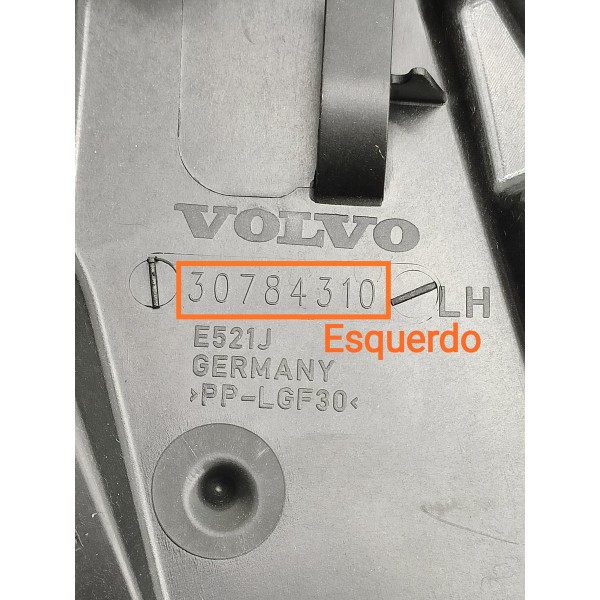 VOLVO
30784310
LH
E521J
Esquerdo
GERMANY
>PP-LGF30<